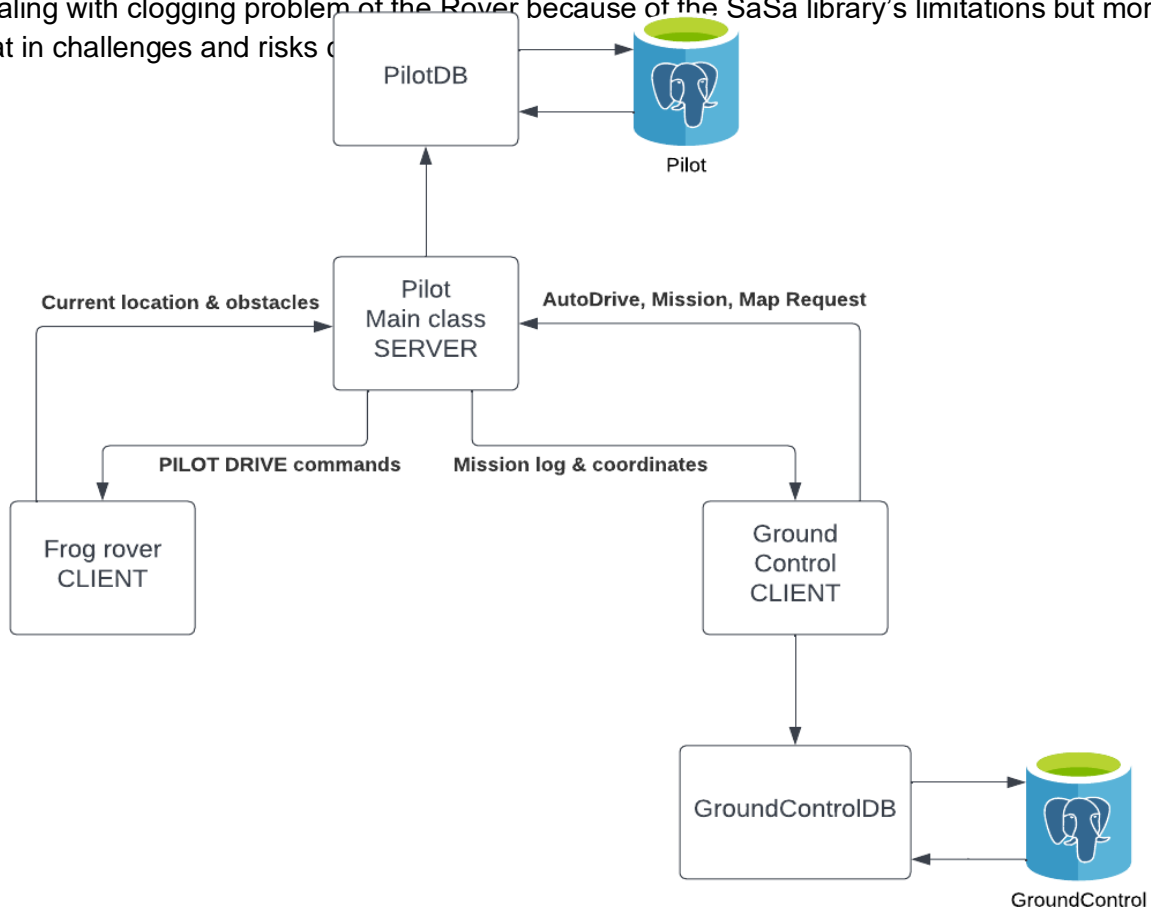 aling with clogging problem of the Rover because of the SaSa library's limitations but mor
at in challenges and risks
PilotDB
Pilot
Pilot
Main class
SERVER
Current location & obstacles
AutoDrive, Mission, Map Request
PILOT DRIVE commands
Mission log & coordinates
Frog rover
CLIENT
Ground
Control
CLIENT
GroundControlDB
GroundControl